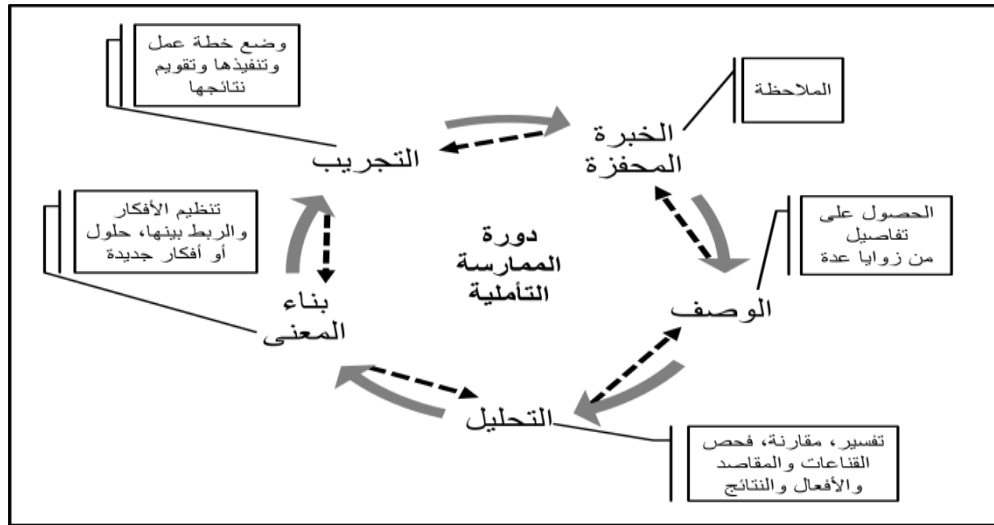 وضع خطة عمل
وتنفيذها وتقويم
نتائجها
الملاحظة
الخبرة
المحفزة
التجريب
الحصول على
تفاصيل
من زوايا عدة
تنظيم الأفكار
والربط بينها، حلول
أو أفكار جديدة
دورة
الممارسة
التأملية
الوصف
بناء
المعنى
التحليل
تفسير، مقارنة، فحص
القناعات والمقاصد
والأفعال والنتائج